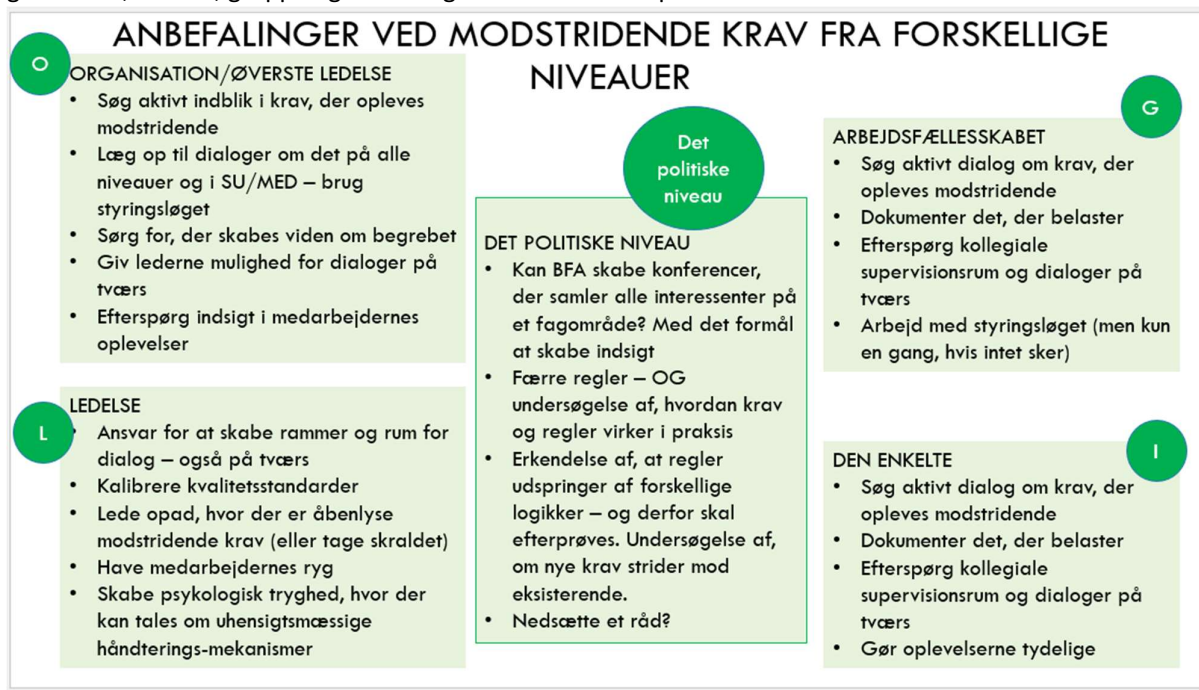 ANBEFALINGER VED MODSTRIDENDE KRAV FRA FORSKELLIGE
NIVEAUER
O
ORGANISATION/ØVERSTE LEDELSE
• Søg aktivt indblik i krav, der opleves
modstridende
• Læg op til dialoger om det på alle
niveauer og i SU/MED – brug
styringsløget
• Sørg for, der skabes viden om begrebet
• Giv lederne mulighed for dialoger på
tværs
• Efterspørg indsigt i medarbejdernes
oplevelser
L
LEDELSE
• Ansvar for at skabe rammer og rum for
dialog – også på tværs
• Kalibrere kvalitetsstandarder
• Lede opad, hvor der er åbenlyse
modstridende krav (eller tage skraldet)
• Have medarbejdernes ryg
• Skabe psykologisk tryghed, hvor der
kan tales om uhensigtsmæssige
håndterings-mekanismer
Det
politiske
niveau
DET POLITISKE NIVEAU
• Kan BFA skabe konferencer,
der samler alle interessenter på
et fagområde? Med det formål
at skabe indsigt
• Færre regler – OG
undersøgelse af, hvordan krav
og regler virker i praksis
• Erkendelse af, at regler
udspringer af forskellige
logikker – og derfor skal
efterprøves. Undersøgelse af,
om nye krav strider mod
eksisterende.
• Nedsætte et råd?
G
ARBEJDSFÆLLESSKABET
• Søg aktivt dialog om krav, der
opleves modstridende
• Dokumenter det, der belaster
• Efterspørg kollegiale
supervisionsrum og dialoger på
tværs
• Arbejd med styringsløget (men kun
en gang, hvis intet sker)
I
DEN ENKELTE
• Søg aktivt dialog om krav, der
opleves modstridende
• Dokumenter det, der belaster
• Efterspørg kollegiale
supervisionsrum og dialoger på
tværs
• Gør oplevelserne tydelige